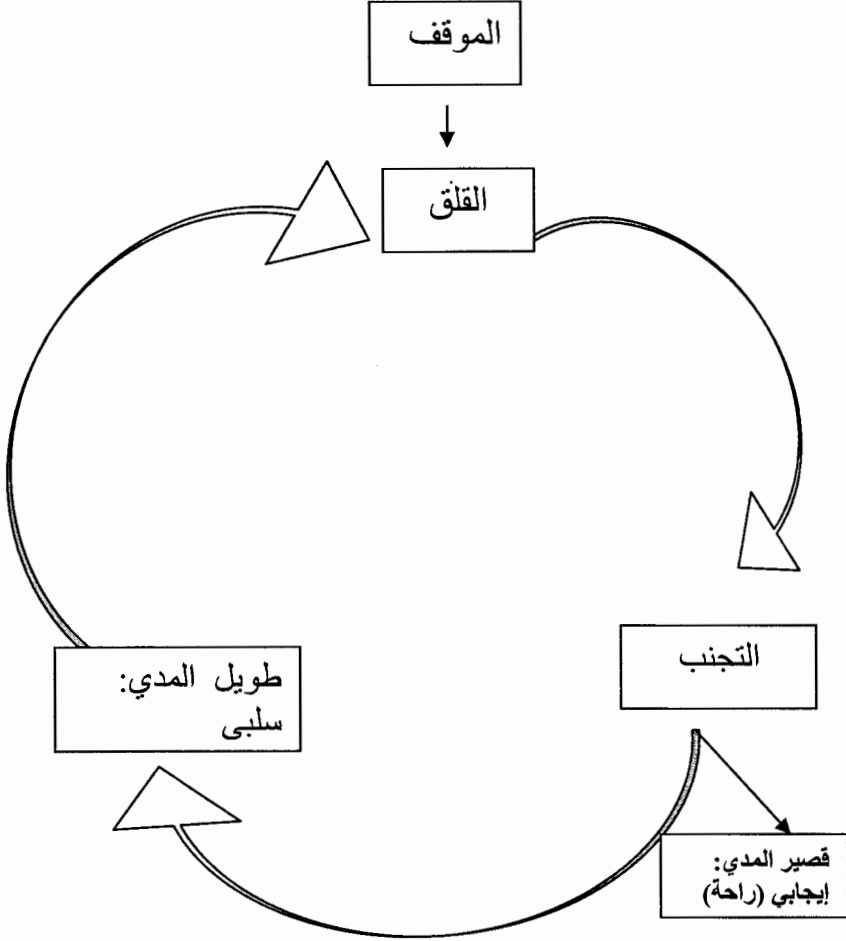 الموقف
القلق
التجنب
قصير المدي:
إيجابي (راحة)
طويل المدي:
سلبى